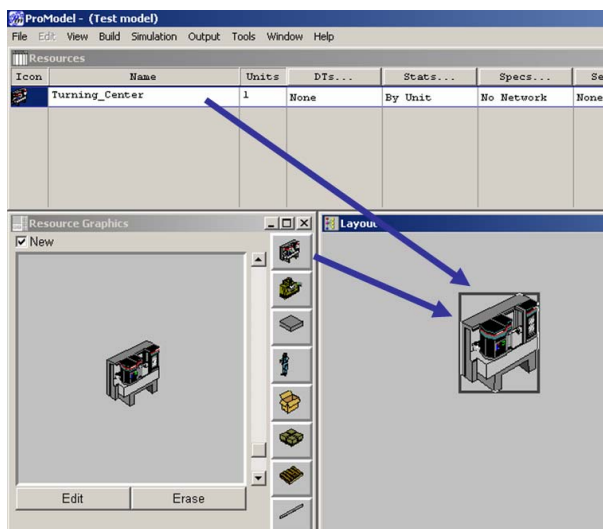 ProModel - (Test model)
File Edit View Build Simulation Output Tools Window Help
Resources
Icon Name Units DTs... Stats... Specs... Se
Turning_Center 1 None By Unit No Network None
Resource Graphics
Layout
New
Edit Erase